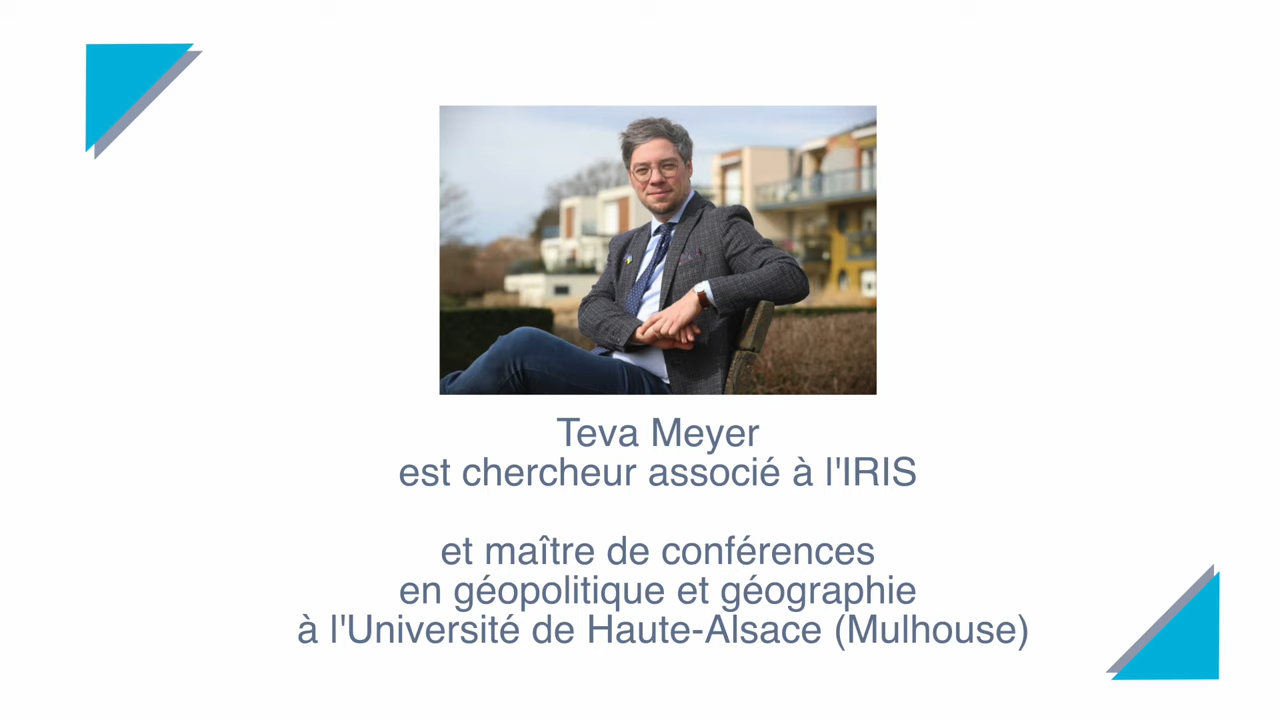 Teva Meyer
est chercheur associé à l'IRIS
et maître de conférences
en géopolitique et géographie
à l'Université de Haute-Alsace (Mulhouse)